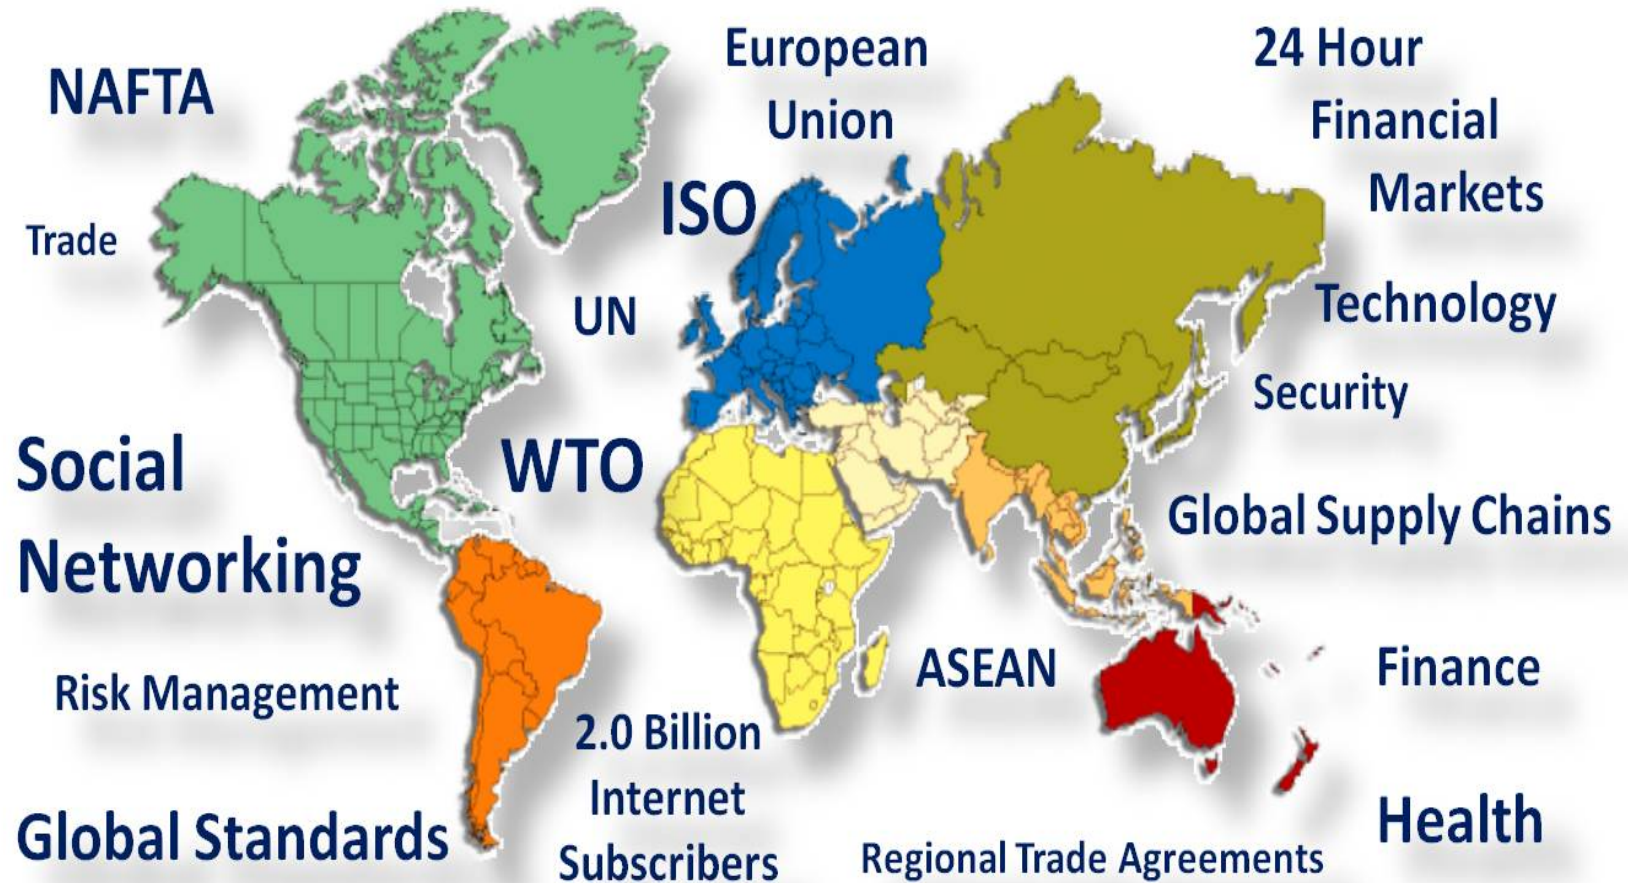 NAFTA
European
Union
24 Hour
Financial
Markets
ISO
Trade
UN
Technology
Security
Social
Networking
WTO
Global Supply Chains
Risk Management
ASEAN
Finance
2.0 Billion
Internet
Subscribers
Global Standards
Regional Trade Agreements
Health